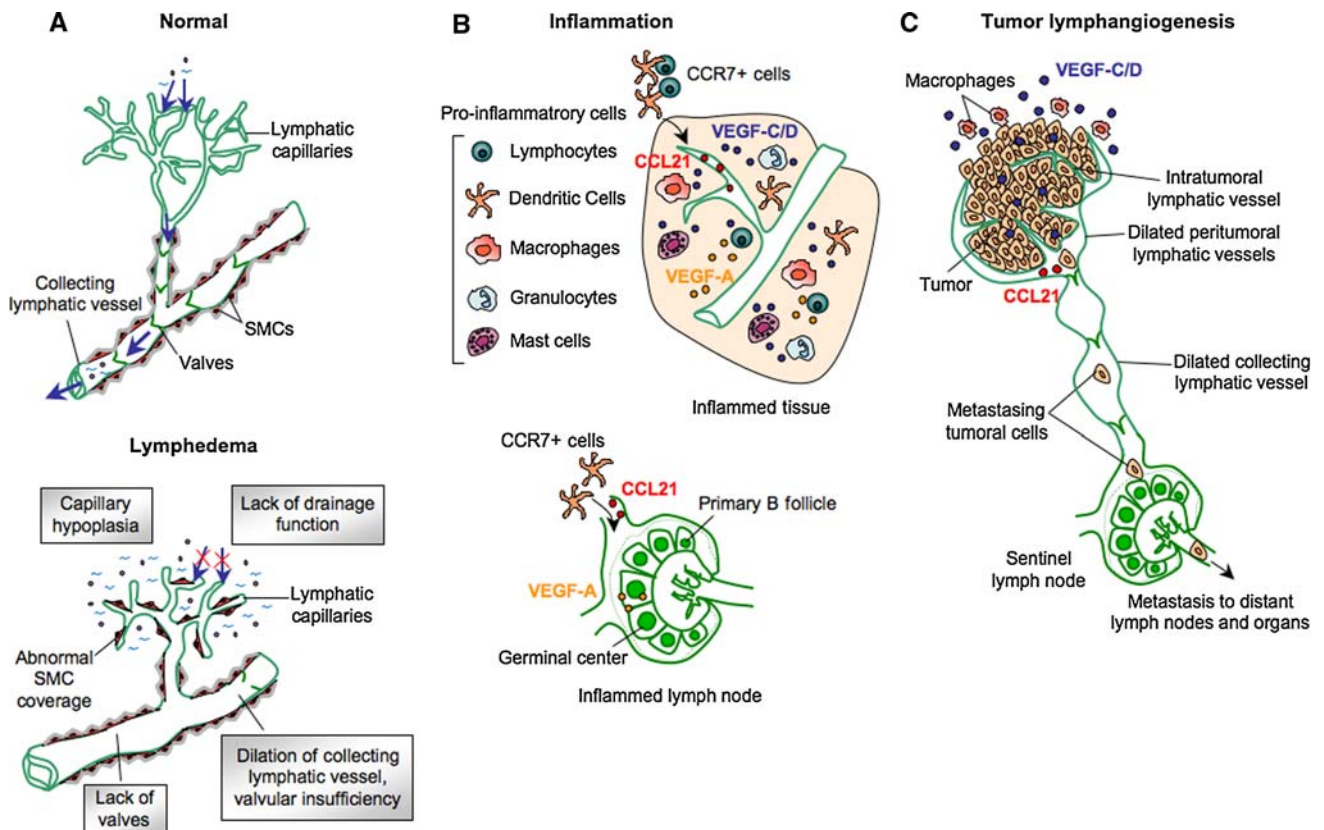 A
Normal
Lymphatic
capillaries
Collecting
lymphatic vessel
SMCs
Valves
Lymphedema
Capillary
hypoplasia
Lack of drainage
function
Lymphatic
capillaries
Abnormal
SMC
coverage
Dilation of collecting
lymphatic vessel,
valvular insufficiency
Lack of
valves
B
Inflammation
CCR7+ cells
Pro-inflammatrory cells
Lymphocytes
Dendritic Cells
Macrophages
Granulocytes
Mast cells
VEGF-C/D
CCL21
VEGF-A
Inflammed tissue
CCR7+ cells
CCL21
Primary B follicle
VEGF-A
Germinal center
Inflammed lymph node
C
Tumor lymphangiogenesis
Macrophages
VEGF-C/D
Intratumoral
lymphatic vessel
Dilated peritumoral
lymphatic vessels
Tumor
CCL21
Dilated collecting
lymphatic vessel
Metastasing
tumoral cells
Sentinel
lymph node
Metastasis to distant
lymph nodes and organs